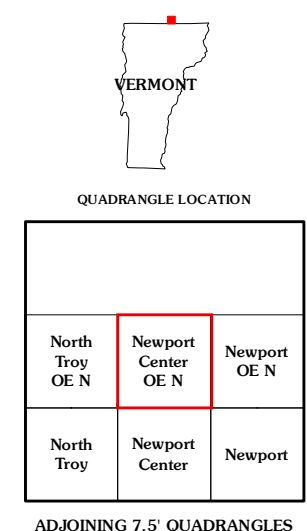 VERMONT
QUADRANGLE LOCATION
North
Troy
OE N
Newport
Center
OE N
Newport
OE N
North
Troy
Newport
Center
Newport
ADJOINING 7.5' QUADRANGLES